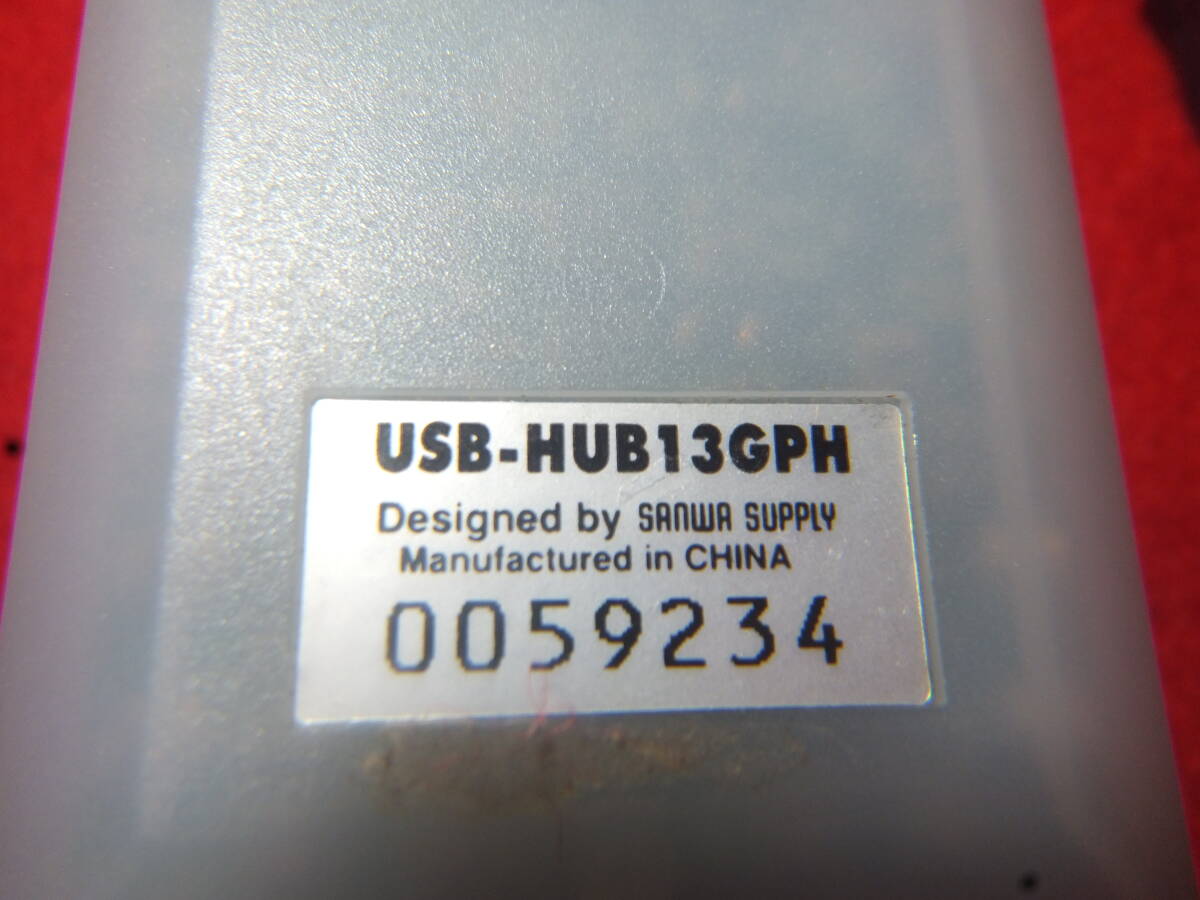 USB-HUB13GPH
Designed by SANWA SUPPLY
Manufactured in CHINA
0059234